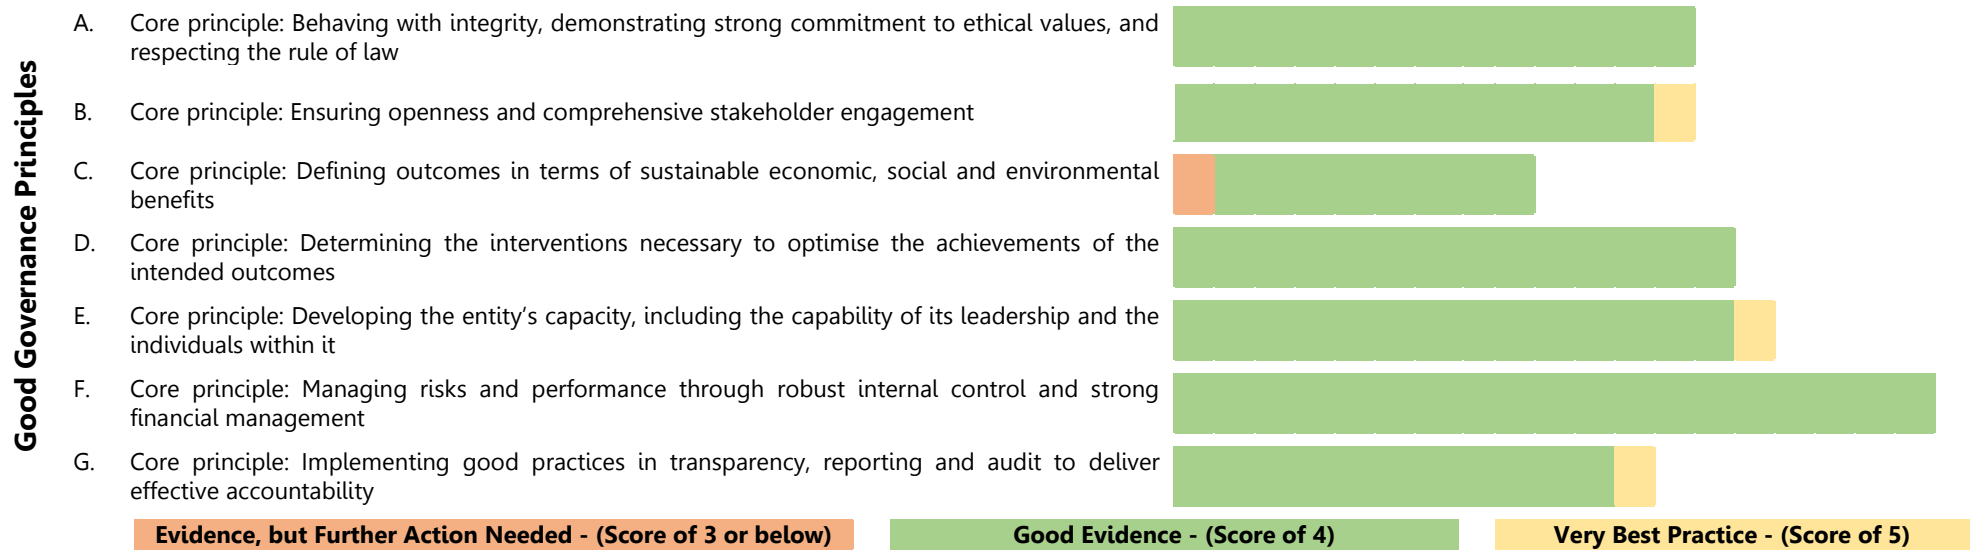 Good Governance Principles
A. Core principle: Behaving with integrity, demonstrating strong commitment to ethical values, and
respecting the rule of law
B. Core principle: Ensuring openness and comprehensive stakeholder engagement
C. Core principle: Defining outcomes in terms of sustainable economic, social and environmental
benefits
D. Core principle: Determining the interventions necessary to optimise the achievements of the
intended outcomes
E. Core principle: Developing the entity’s capacity, including the capability of its leadership and the
individuals within it
F. Core principle: Managing risks and performance through robust internal control and strong
financial management
G. Core principle: Implementing good practices in transparency, reporting and audit to deliver
effective accountability
Evidence, but Further Action Needed - (Score of 3 or below)
Good Evidence - (Score of 4)
Very Best Practice - (Score of 5)